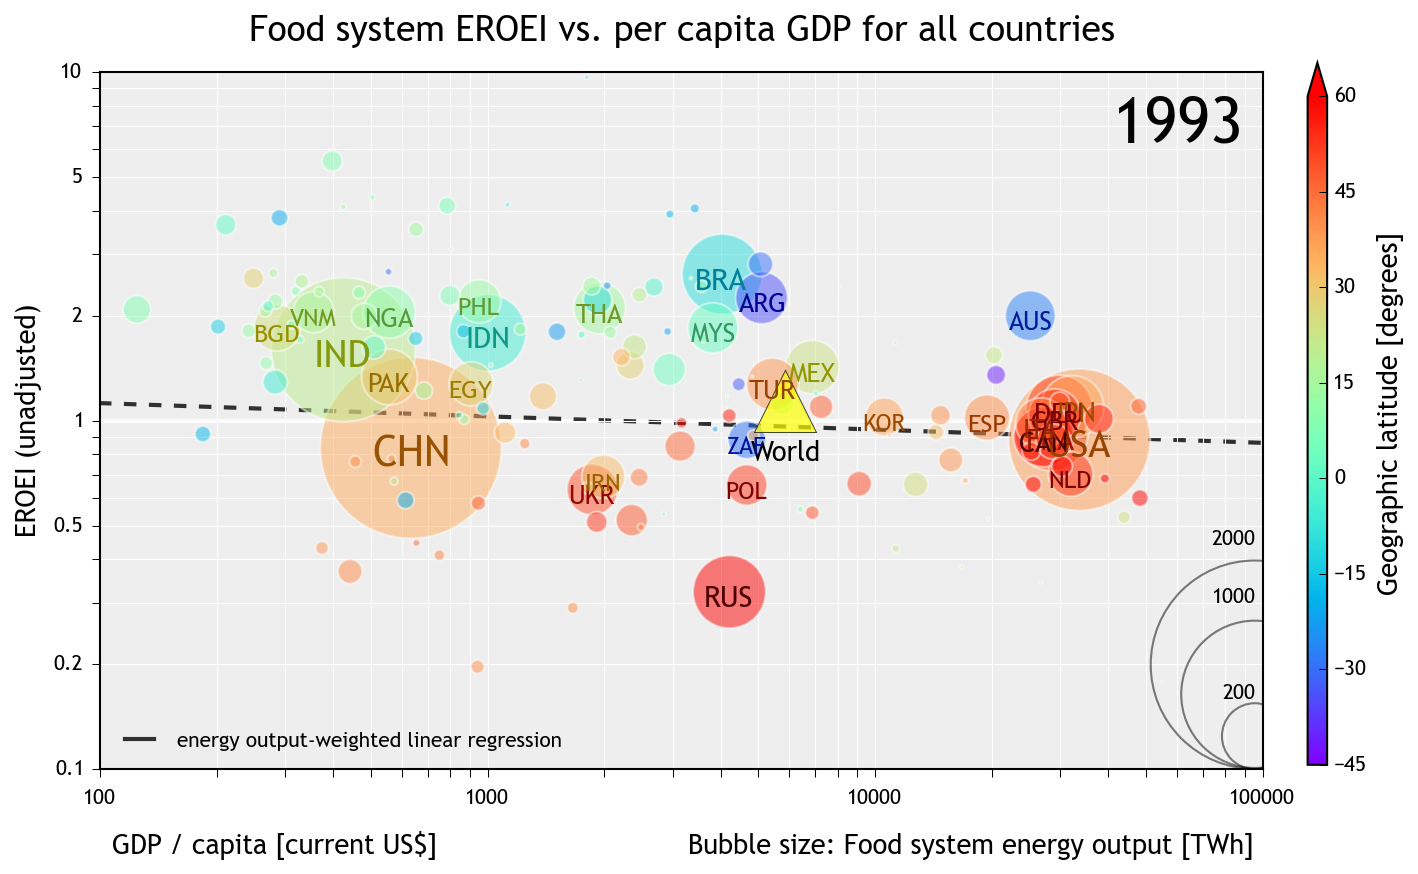 Food system EROEI vs. per capita GDP for all countries
1993
EROEI (unadjusted)
10
5
2
1
0.5
0.2
0.1
BRA
ARG
VNM
NGA
PHL
THA
AUS
BGD
IDN
MYS
IND
MEX
PAK
EGY
TUR
KOR
ESP
GBR
CHN
ZAF
World
CAN
USA
IRN
UKR
POL
NLD
RUS
2000
1000
200
energy output-weighted linear regression
100
1000
10000
100000
GDP / capita [current US$]
Bubble size: Food system energy output [TWh]
60
45
30
15
0
−15
−30
−45
Geographic latitude [degrees]